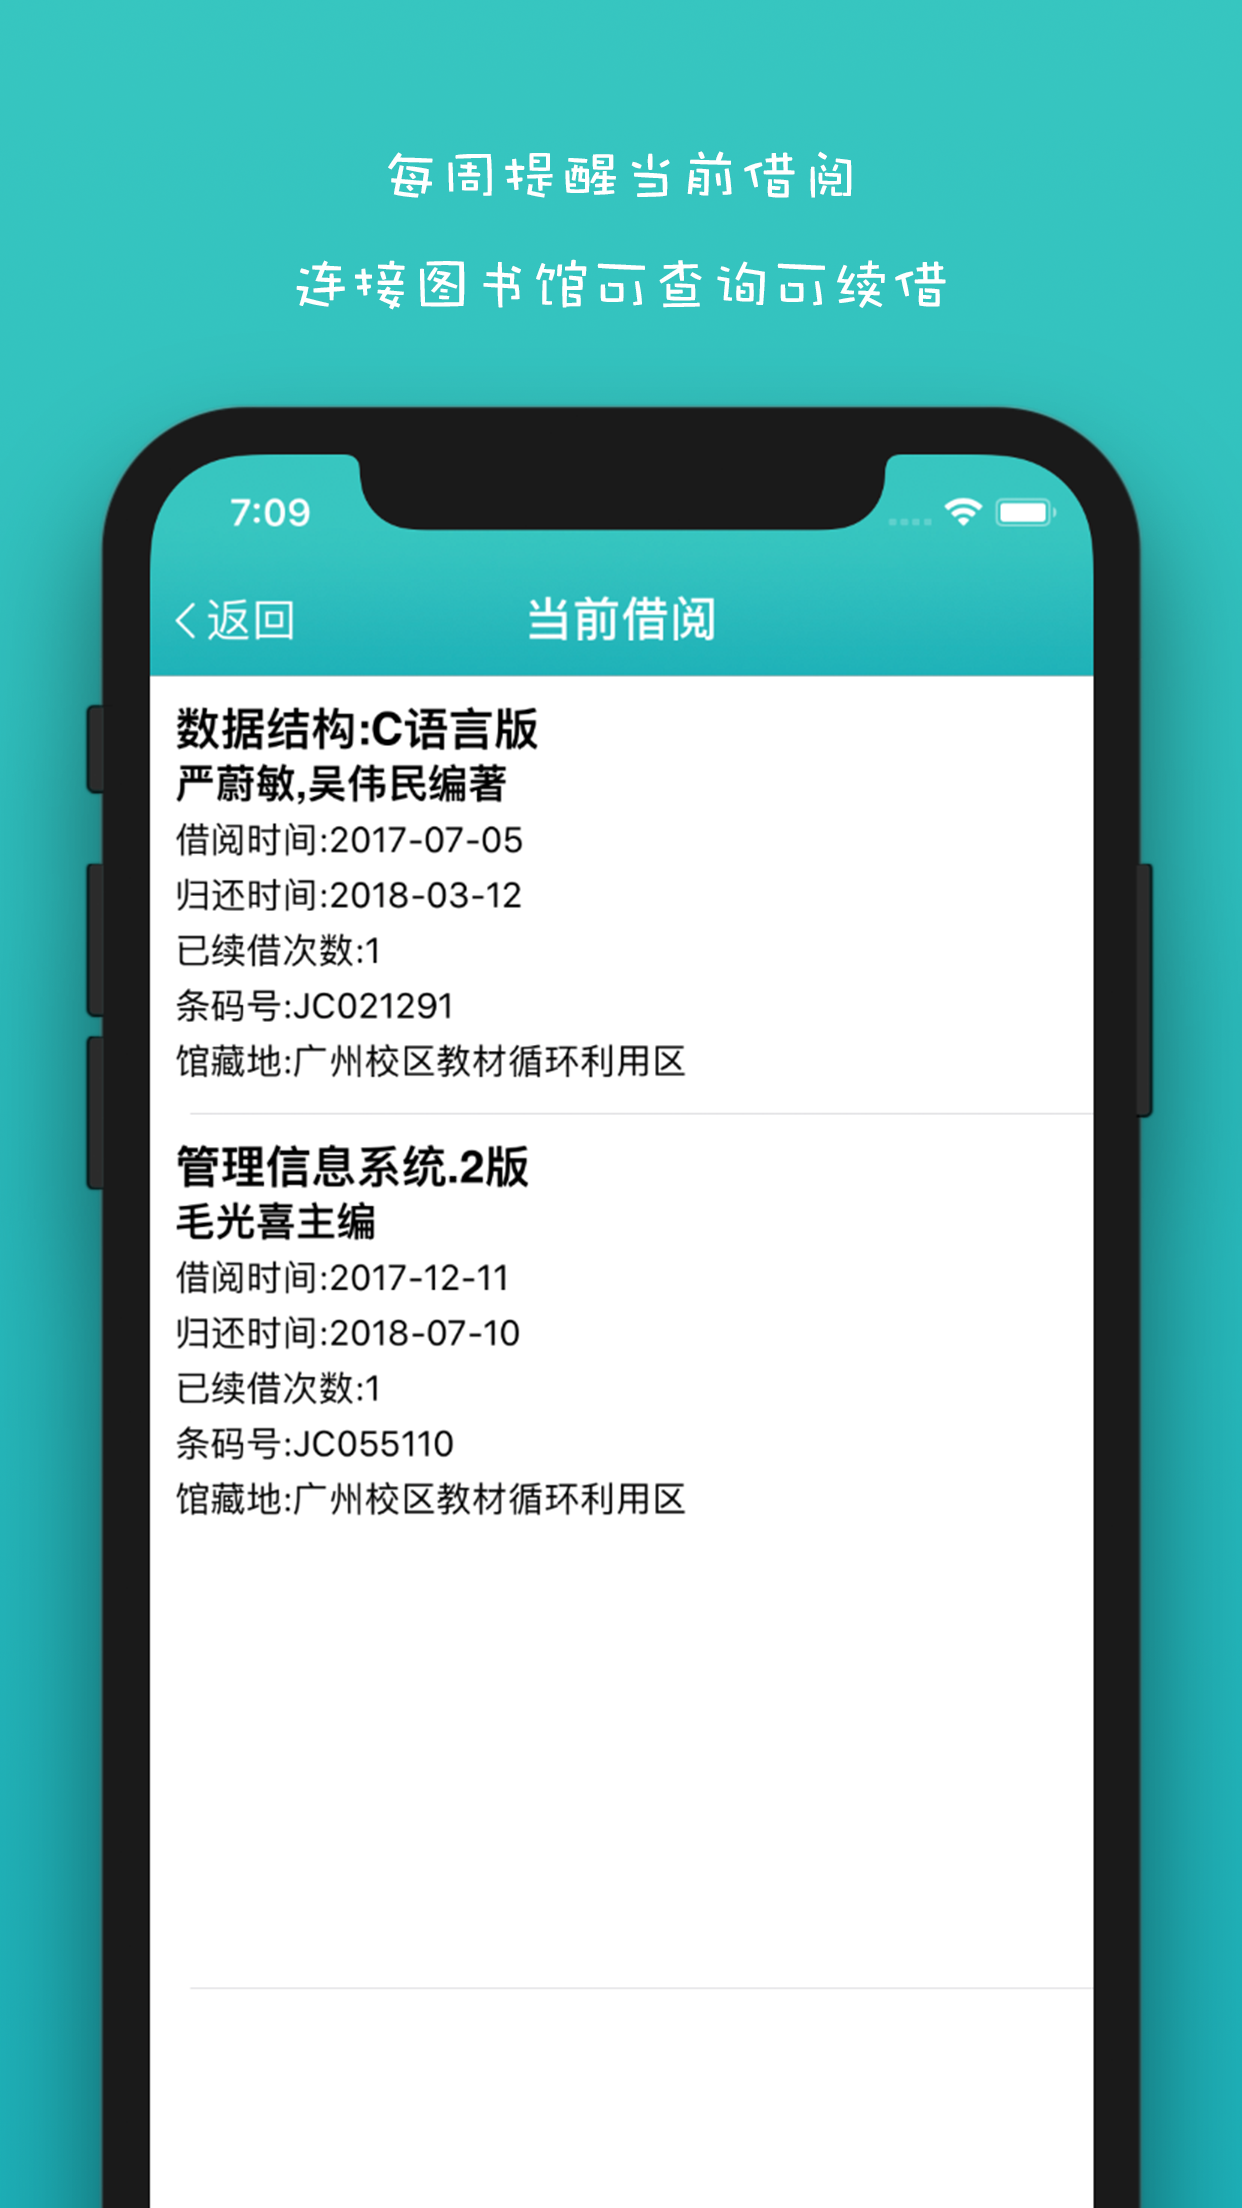 每周提醒当前借阅
连接图书馆可查询可续借
7:09
返回
当前借阅
数据结构:C语言版
严蔚敏,吴伟民编著
借阅时间:2017-07-05
归还时间:2018-03-12
已续借次数:1
条码号:JC021291
馆藏地:广州校区教材循环利用区
管理信息系统.2版
毛光喜主编
借阅时间:2017-12-11
归还时间:2018-07-10
已续借次数:1
条码号:JC055110
馆藏地:广州校区教材循环利用区